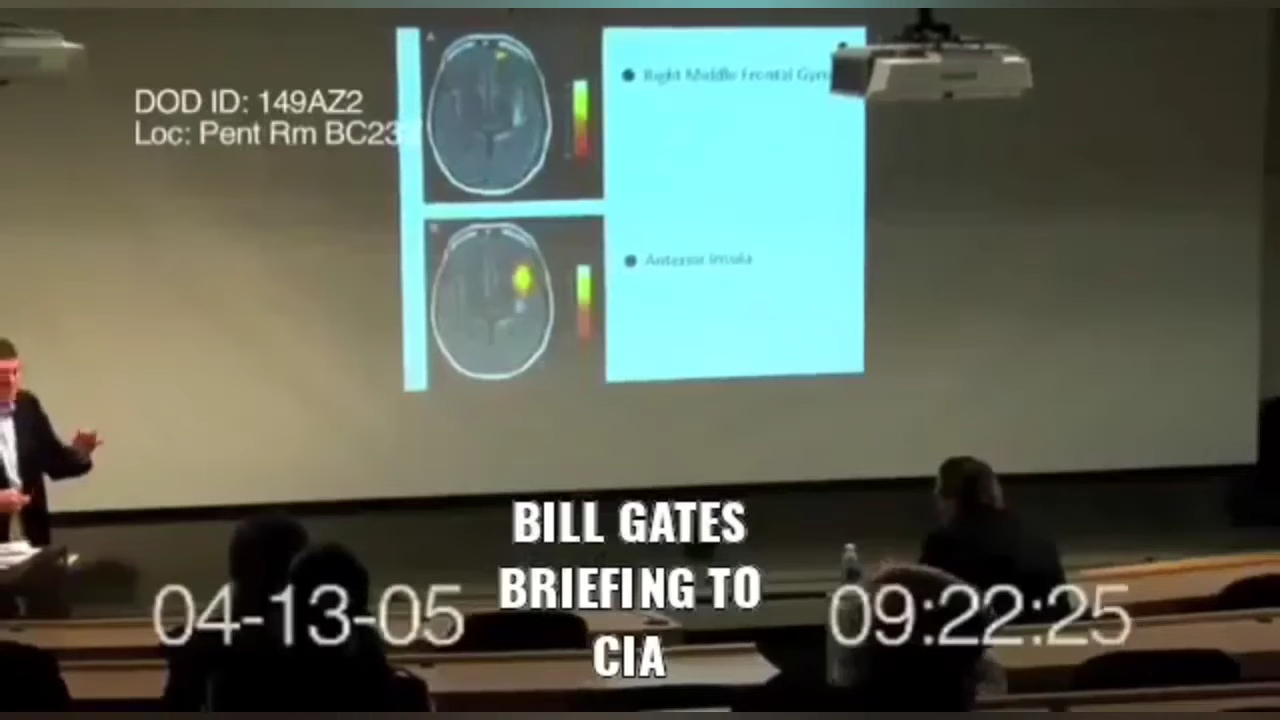 DOD ID: 149AZ2
Loc: Pent Rm BC23
Right Middle Frontal
Anterior Insula
BILL GATES
BRIEFING TO
CIA
04-13-05
09:22:25